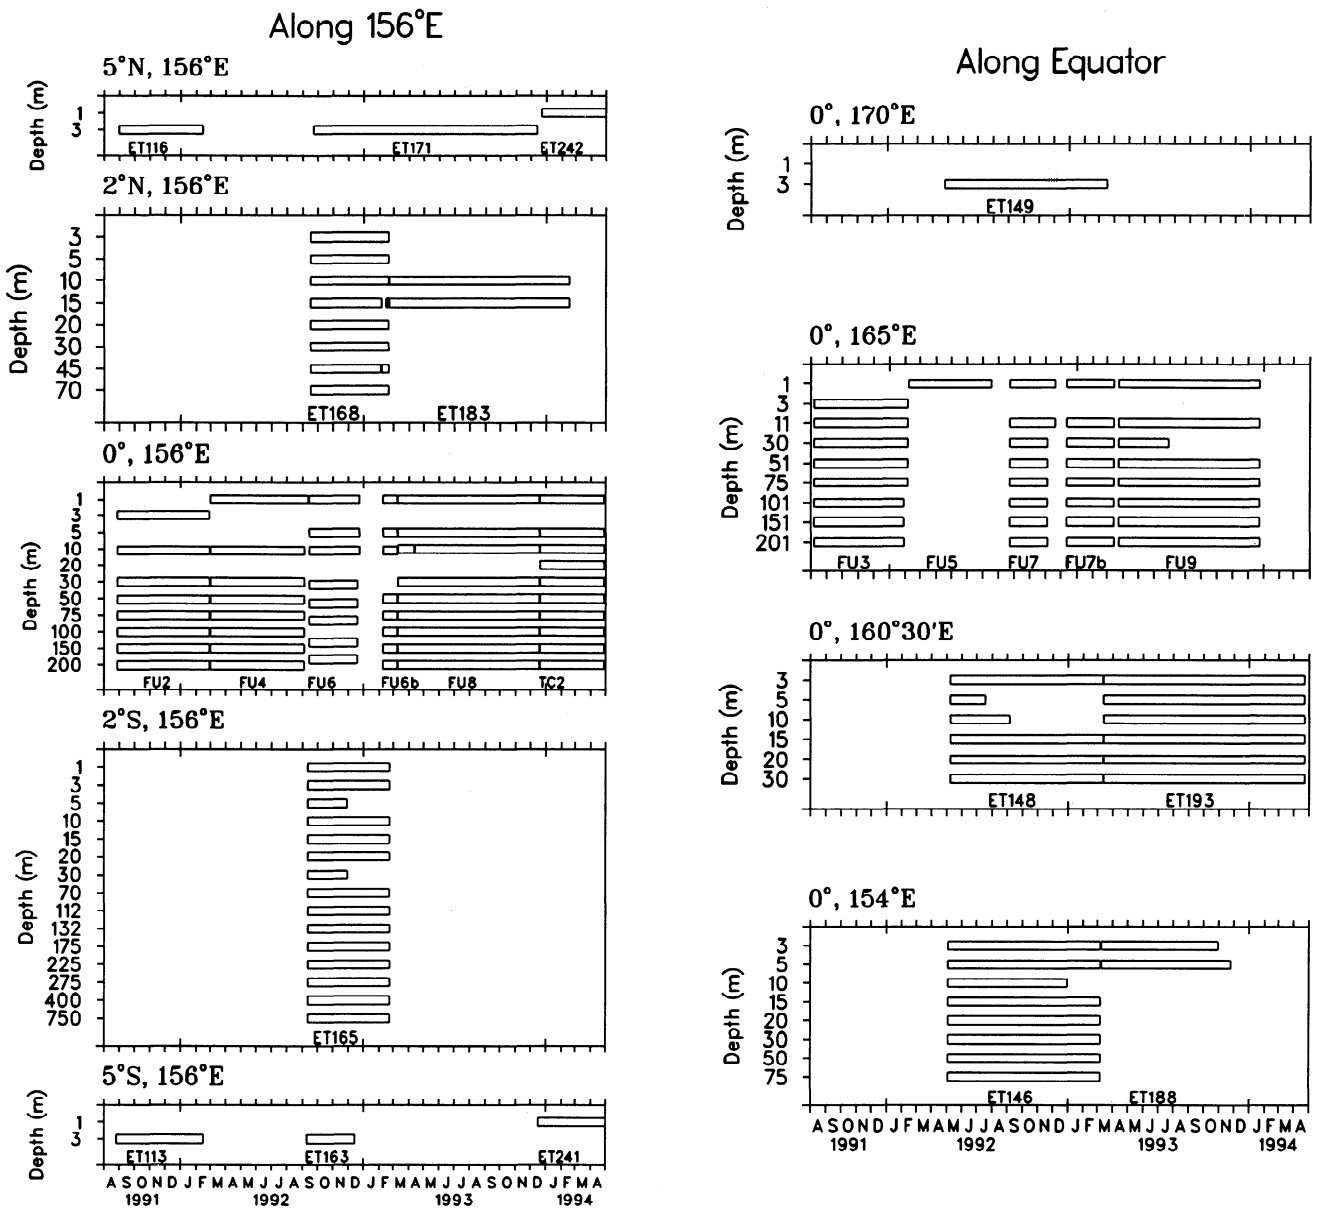 Along 156°E
5°N, 156°E
Depth (m)
1
3
ET116 ET171 ET242
2°N, 156°E
Depth (m)
3
5
10
15
20
30
45
70
ET168 ET183
0°, 156°E
Depth (m)
1
3
5
10
20
30
50
75
100
150
200
FU2 FU4 FU6 FU6b FU8 TC2
2°S, 156°E
Depth (m)
1
3
5
10
15
20
30
70
112
132
175
225
275
400
750
ET165
5°S, 156°E
Depth (m)
1
3
ET113 ET163 ET241
A S O N D J F M A M J J A S O N D J F M A M J J A S O N D J F M A
1991 1992 1993 1994
Along Equator
0°, 170°E
Depth (m)
1
3
ET149
0°, 165°E
Depth (m)
1
3
11
30
51
75
101
151
201
FU3 FU5 FU7 FU7b FU9
0°, 160°30'E
Depth (m)
3
5
10
15
20
30
ET148 ET193
0°, 154°E
Depth (m)
3
5
10
15
20
30
50
75
ET146 ET188
A S O N D J F M A M J J A S O N D J F M A M J J A S O N D J F M A
1991 1992 1993 1994